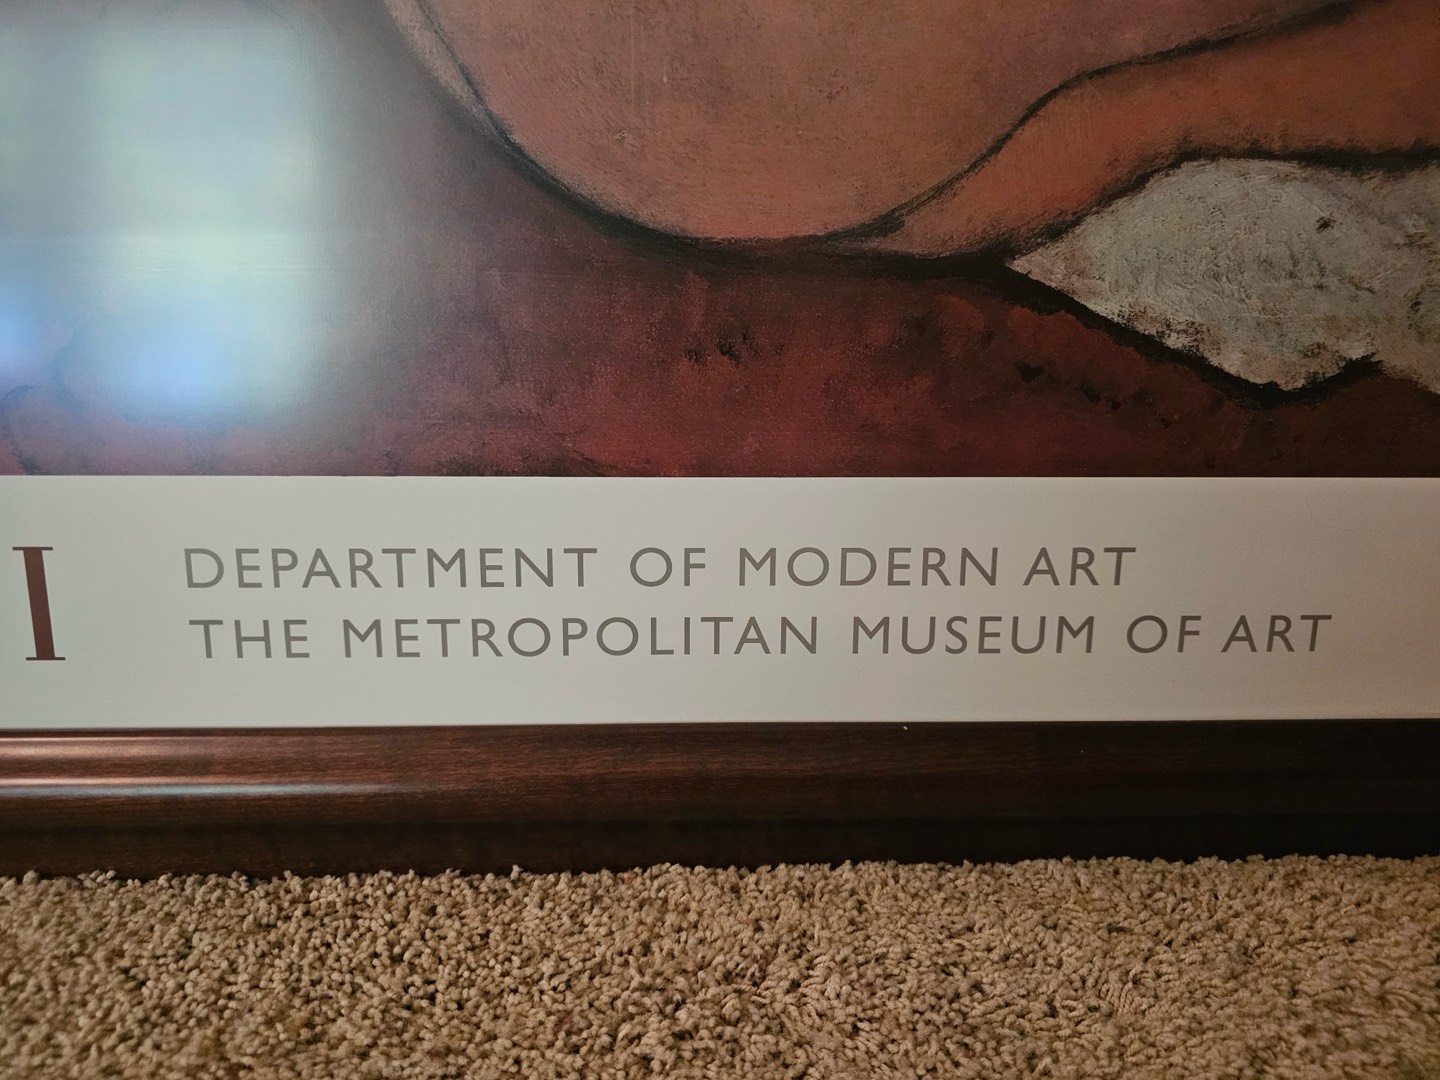 I
DEPARTMENT OF MODERN ART
THE METROPOLITAN MUSEUM OF ART